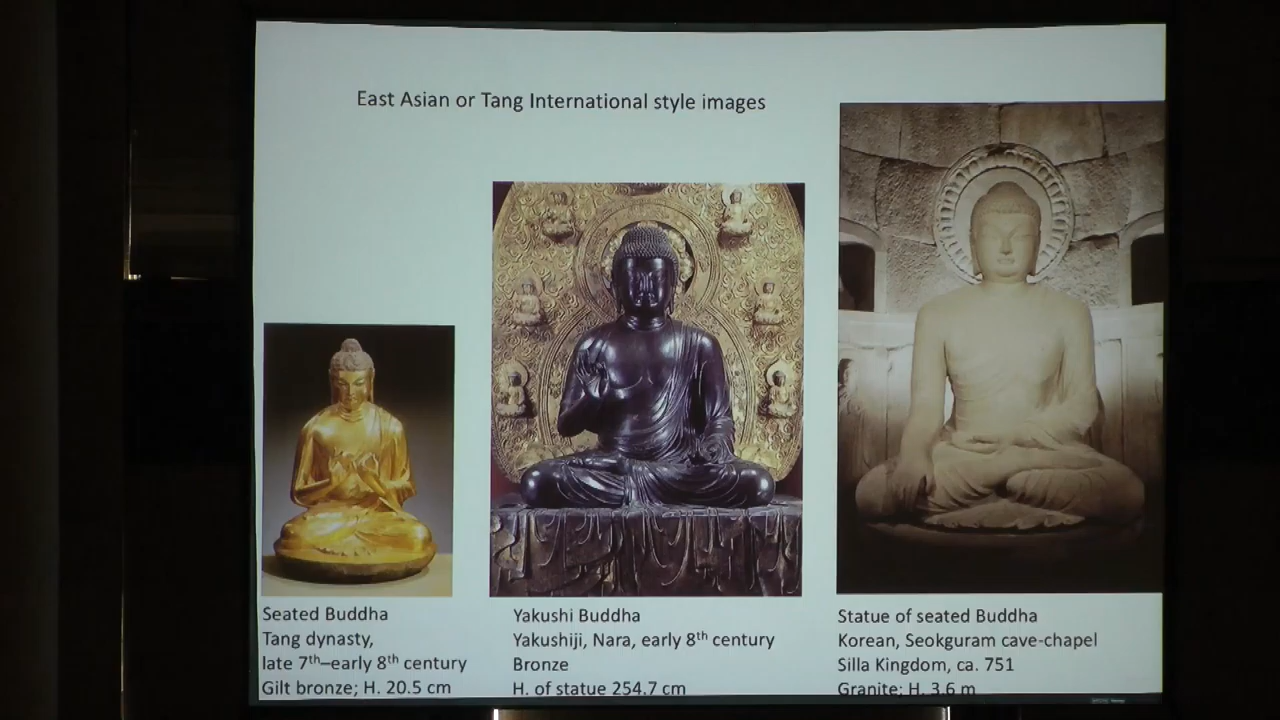 East Asian or Tang International style images
Seated Buddha
Tang dynasty,
late 7th–early 8th century
Gilt bronze; H. 20.5 cm
Yakushi Buddha
Yakushiji, Nara, early 8th century
Bronze
H. of statue 254.7 cm
Statue of seated Buddha
Korean, Seokguram cave-chapel
Silla Kingdom, ca. 751
Granite; H. 3.6 m